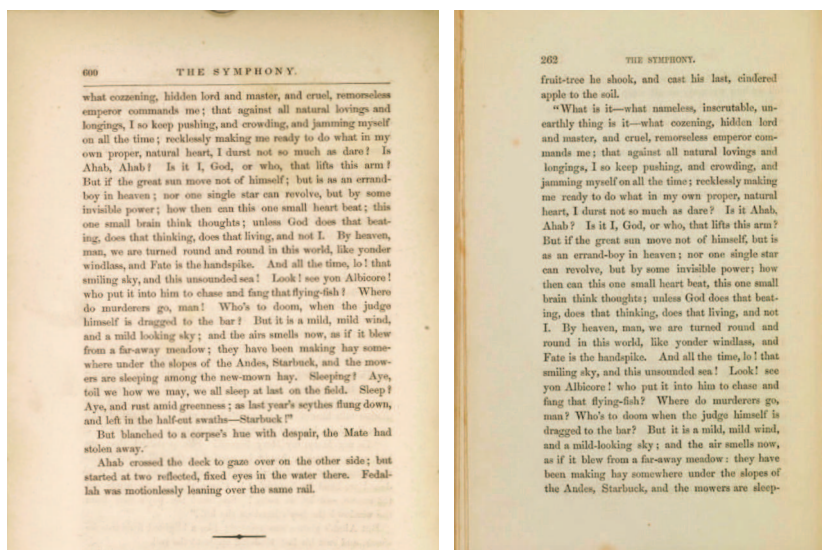 600 THE SYMPHONY.
what cozzening, hidden lord and master, and cruel, remorseless
emperor commands me; that against all natural lovings and
longings, I so keep pushing, and crowding, and jamming myself
on all the time; recklessly making me ready to do what in my
own proper, natural heart, I durst not so much as dare? Is
Ahab, Ahab? Is it I, God, or who, that lifts this arm?
But if the great sun move not of himself; but is as an errand-
boy in heaven; nor one single star can revolve, but by some
invisible power; how then can this one small heart beat; this
one small brain think thoughts; unless God does that beat-
ing, does that thinking, does that living, and not I. By heaven,
man, we are turned round and round in this world, like yonder
windlass, and Fate is the handspike. And all the time, lo! that
smiling sky, and this unsounded sea! Look! see yon Albicore!
who put it into him to chase and fang that flying-fish? Where
do murderers go, man! Who's to doom, when the judge
himself is dragged to the bar? But it is a mild, mild wind,
and a mild looking sky; and the airs smells now, as if it blew
from a far-away meadow; they have been making hay some-
where under the slopes of the Andes, Starbuck, and the mow-
ers are sleeping among the new-mown hay. Sleeping? Aye,
toil we how we may, we all sleep at last on the field. Sleep?
Aye, and rust amid greenness; as last year's scythes flung down,
and left in the half-cut swaths—Starbuck!"
But blanched to a corpse's hue with despair, the Mate had
stolen away.
Ahab crossed the deck to gaze over on the other side; but
started at two reflected, fixed eyes in the water there. Fedal-
lah was motionlessly leaning over the same rail.
262 THE SYMPHONY.
fruit-tree he shook, and cast his last, cindered
apple to the soil.
"What is it—what nameless, inscrutable, un-
earthly thing is it—what cozening, hidden lord
and master, and cruel, remorseless emperor com-
mands me; that against all natural lovings and
longings, I so keep pushing, and crowding, and
jamming myself on all the time; recklessly making
me ready to do what in my own proper, natural
heart, I durst not so much as dare? Is it Ahab,
Ahab? Is it I, God, or who, that lifts this arm?
But if the great sun move not of himself, but is
as an errand-boy in heaven; nor one single star
can revolve, but by some invisible power; how
then can this one small heart beat, this one small
brain think thoughts; unless God does that beat-
ing, does that thinking, does that living, and not
I. By heaven, man, we are turned round and
round in this world, like yonder windlass, and
Fate is the handspike. And all the time, lo! that
smiling sky, and this unsounded sea! Look! see
yon Albicore! who put it into him to chase and
fang that flying-fish? Where do murderers go,
man? Who's to doom when the judge himself is
dragged to the bar? But it is a mild, mild wind,
and a mild-looking sky; and the air smells now,
as if it blew from a far-away meadow: they have
been making hay somewhere under the slopes of
the Andes, Starbuck, and the mowers are sleep-